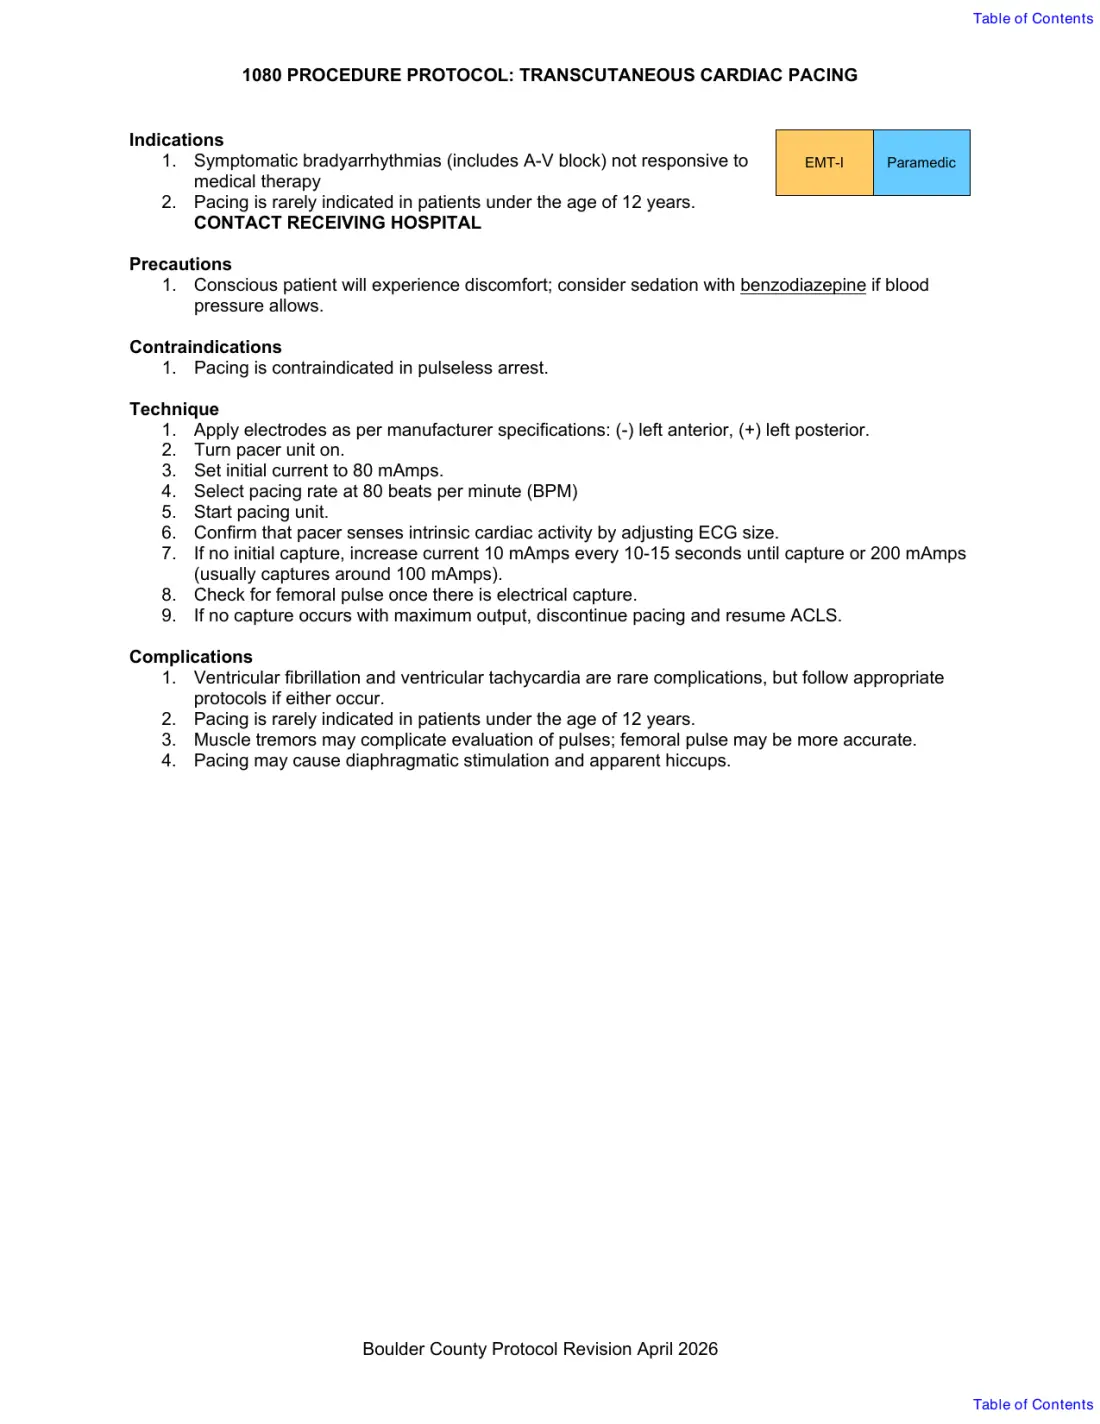 Table of Contents
1080 PROCEDURE PROTOCOL: TRANSCUTANEOUS CARDIAC PACING
Indications
1. Symptomatic bradyarrhythmias (includes A-V block) not responsive to
medical therapy
2. Pacing is rarely indicated in patients under the age of 12 years.
CONTACT RECEIVING HOSPITAL
EMT-I
Paramedic
Precautions
1. Conscious patient will experience discomfort; consider sedation with benzodiazepine if blood
pressure allows.
Contraindications
1. Pacing is contraindicated in pulseless arrest.
Technique
1. Apply electrodes as per manufacturer specifications: (-) left anterior, (+) left posterior.
2. Turn pacer unit on.
3. Set initial current to 80 mAmps.
4. Select pacing rate at 80 beats per minute (BPM)
5. Start pacing unit.
6. Confirm that pacer senses intrinsic cardiac activity by adjusting ECG size.
7. If no initial capture, increase current 10 mAmps every 10-15 seconds until capture or 200 mAmps
(usually captures around 100 mAmps).
8. Check for femoral pulse once there is electrical capture.
9. If no capture occurs with maximum output, discontinue pacing and resume ACLS.
Complications
1. Ventricular fibrillation and ventricular tachycardia are rare complications, but follow appropriate
protocols if either occur.
2. Pacing is rarely indicated in patients under the age of 12 years.
3. Muscle tremors may complicate evaluation of pulses; femoral pulse may be more accurate.
4. Pacing may cause diaphragmatic stimulation and apparent hiccups.
Boulder County Protocol Revision April 2026
Table of Contents